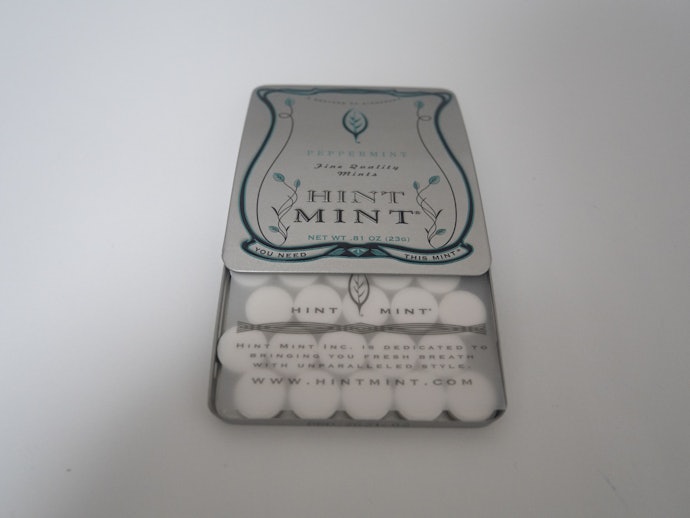 PEPPERMINT
Fine Quality
Mints
HINT
MINT®
NET WT .81 OZ (23G)
YOU NEED THIS MINT®
HINT MINT®
HINT MINT INC. IS DEDICATED TO
BRINGING YOU FRESH BREATH
WITH UNPARALLELED STYLE.
WWW.HINTMINT.COM